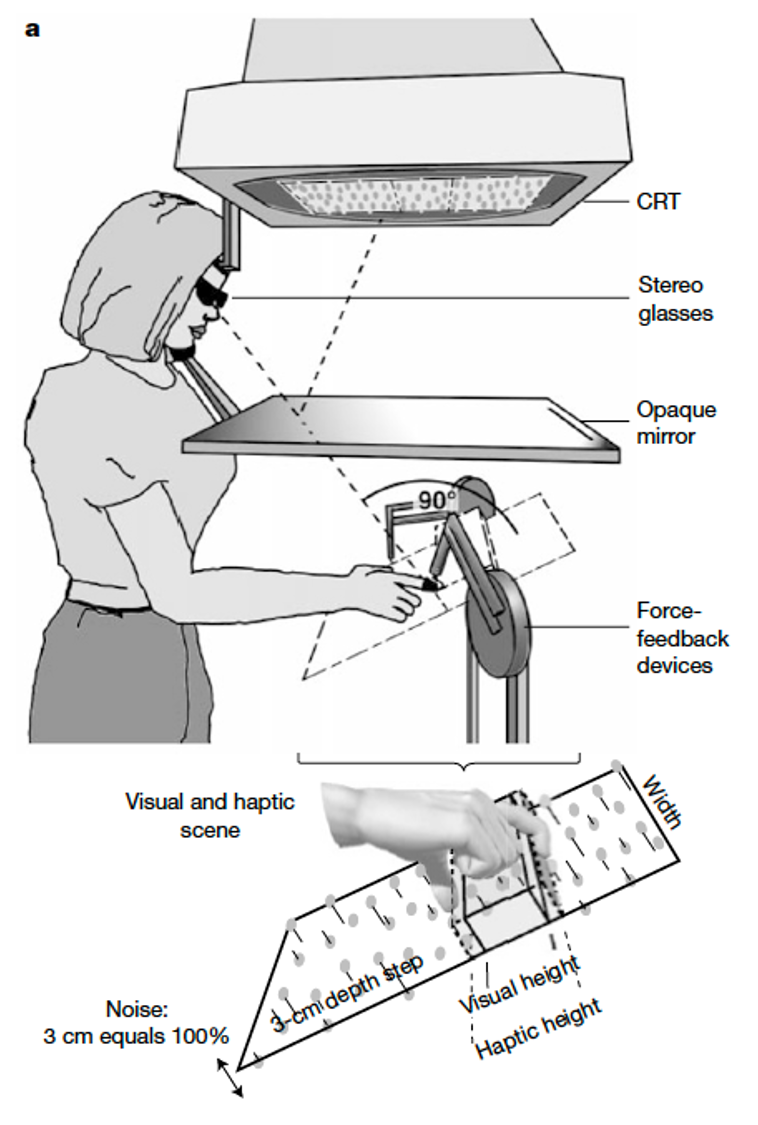 a
CRT
Stereo
glasses
Opaque
mirror
90°
Force-
feedback
devices
Visual and haptic
scene
Width
3-cm depth step
Visual height
Haptic height
Noise:
3 cm equals 100%